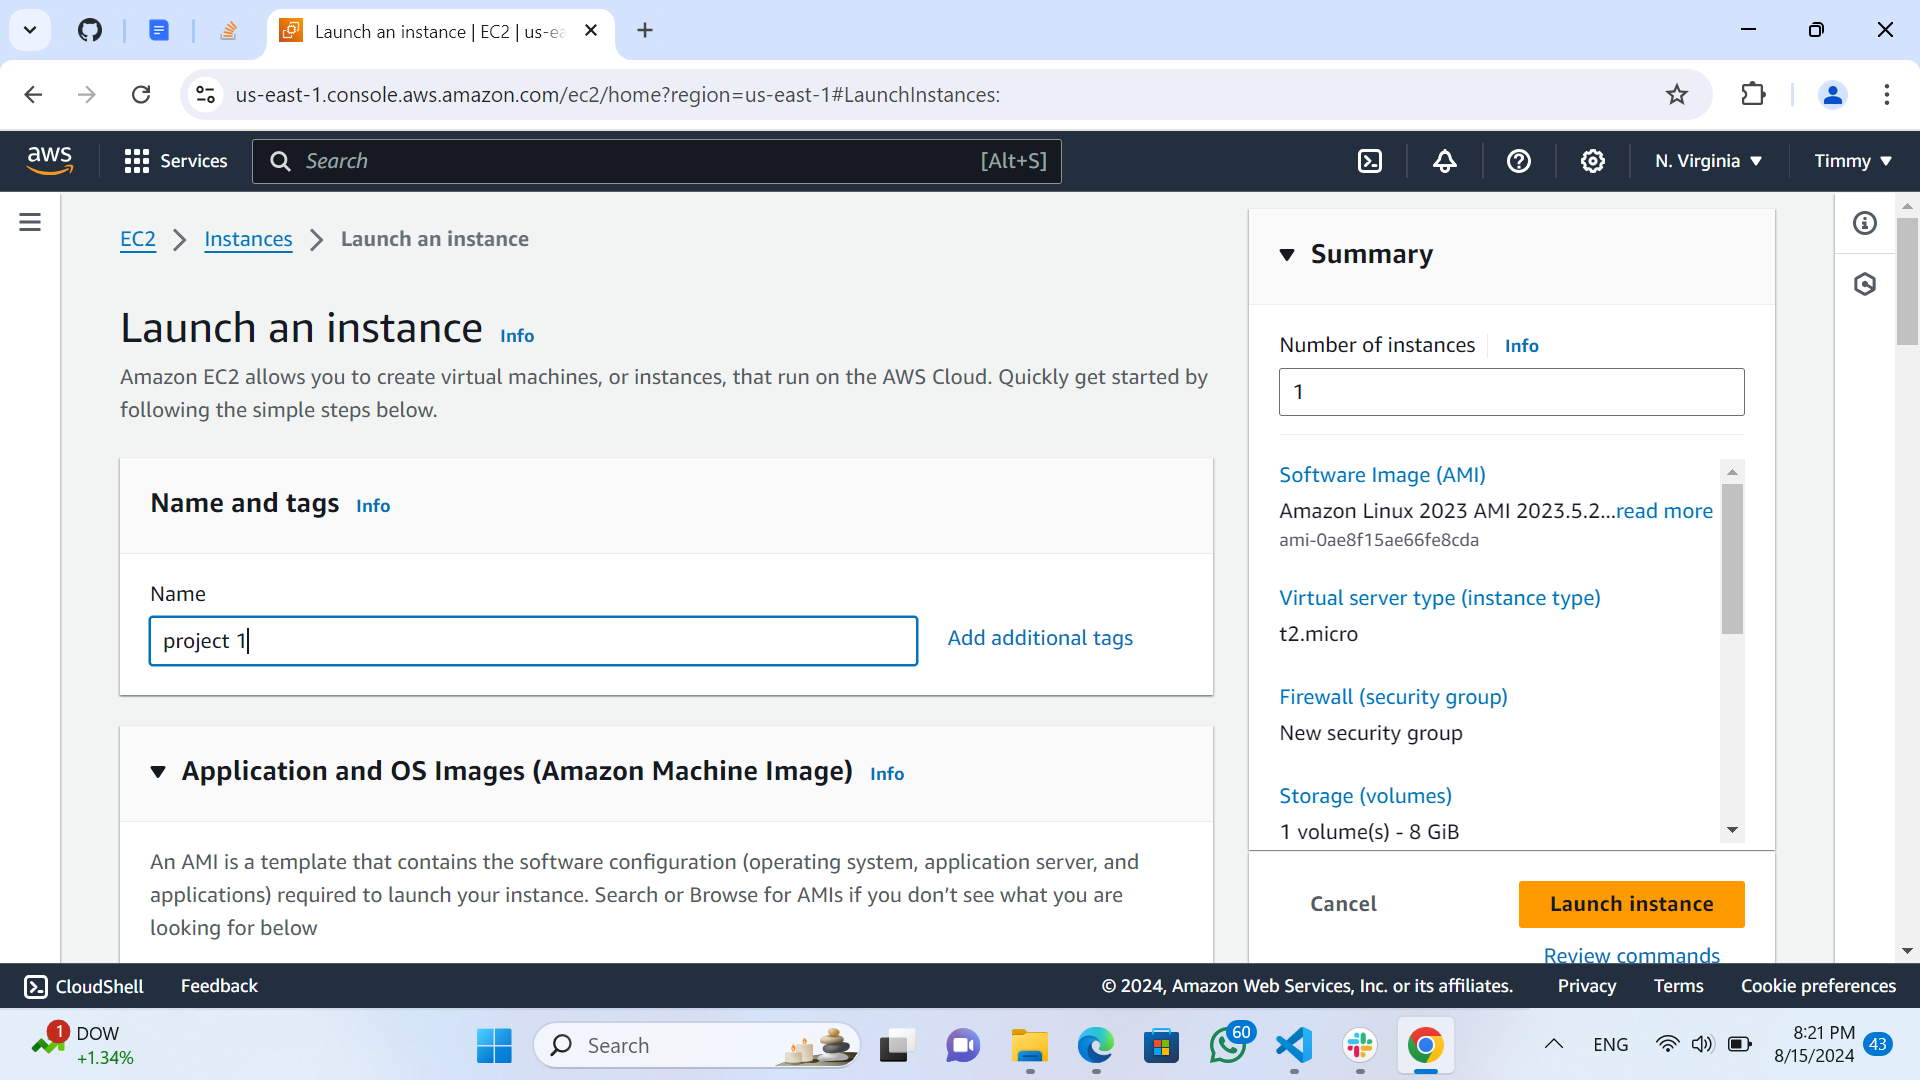 Launch an instance | EC2 | us-ea
us-east-1.console.aws.amazon.com/ec2/home?region=us-east-1#LaunchInstances:
aws
Services
Search
[Alt+S]
N. Virginia
Timmy
EC2
Instances
Launch an instance
Launch an instance Info
Amazon EC2 allows you to create virtual machines, or instances, that run on the AWS Cloud. Quickly get started by
following the simple steps below.
Name and tags Info
Name
project 1
Add additional tags
Application and OS Images (Amazon Machine Image) Info
An AMI is a template that contains the software configuration (operating system, application server, and
applications) required to launch your instance. Search or Browse for AMIs if you don’t see what you are
looking for below
Summary
Number of instances Info
1
Software Image (AMI)
Amazon Linux 2023 AMI 2023.5.2...read more
ami-0ae8f15ae66fe8cda
Virtual server type (instance type)
t2.micro
Firewall (security group)
New security group
Storage (volumes)
1 volume(s) - 8 GiB
Cancel
Launch instance
Review commands
CloudShell
Feedback
© 2024, Amazon Web Services, Inc. or its affiliates.
Privacy
Terms
Cookie preferences
1
DOW
+1.34%
Search
60
ENG
8:21 PM
8/15/2024
43